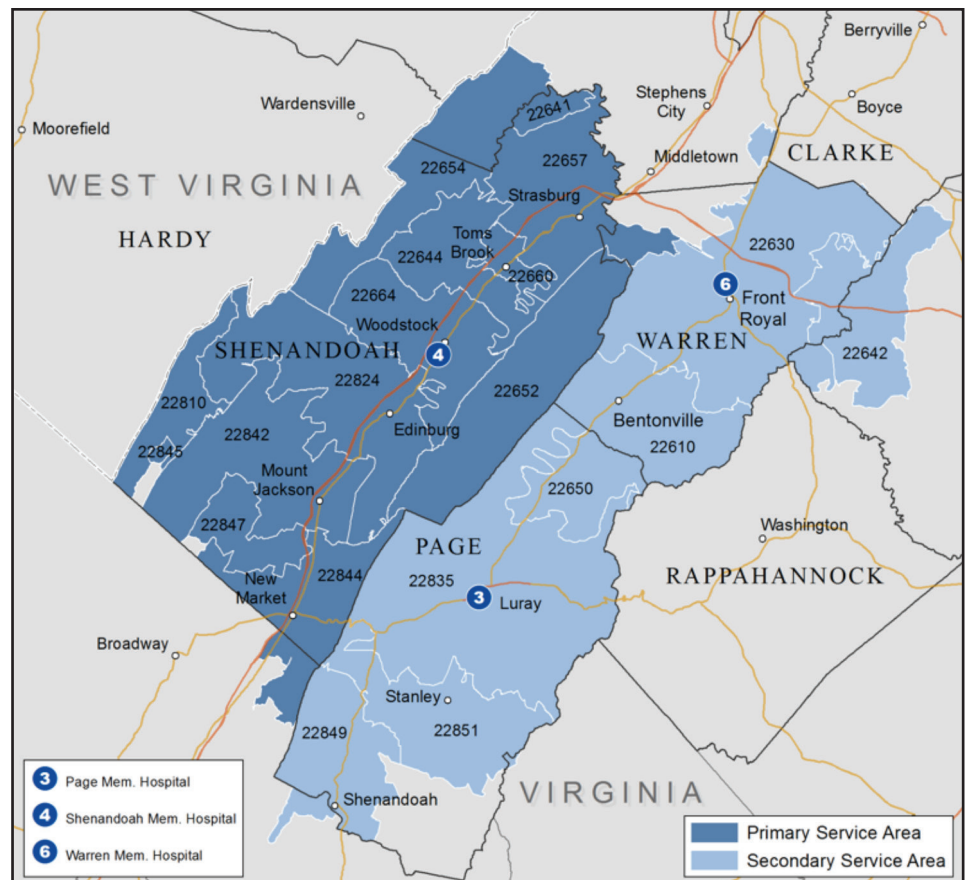 Berryville
Stephens
City
Boyce
Wardensville
Moorefield
22641
Middletown
CLARKE
22657
22654
WEST VIRGINIA
Strasburg
HARDY
Toms
Brook
22644
22630
22660
22664
Front
Royal
Woodstock
WARREN
SHENANDOAH
22642
22824
22652
22810
Bentonville
Edinburg
22842
22610
22845
Mount
Jackson
22650
22847
Washington
PAGE
RAPPAHANNOCK
22844
22835
New
Market
Luray
Broadway
Stanley
22849
22851
Shenandoah
VIRGINIA
6
4
3
3 Page Mem. Hospital
4 Shenandoah Mem. Hospital
6 Warren Mem. Hospital
Primary Service Area
Secondary Service Area